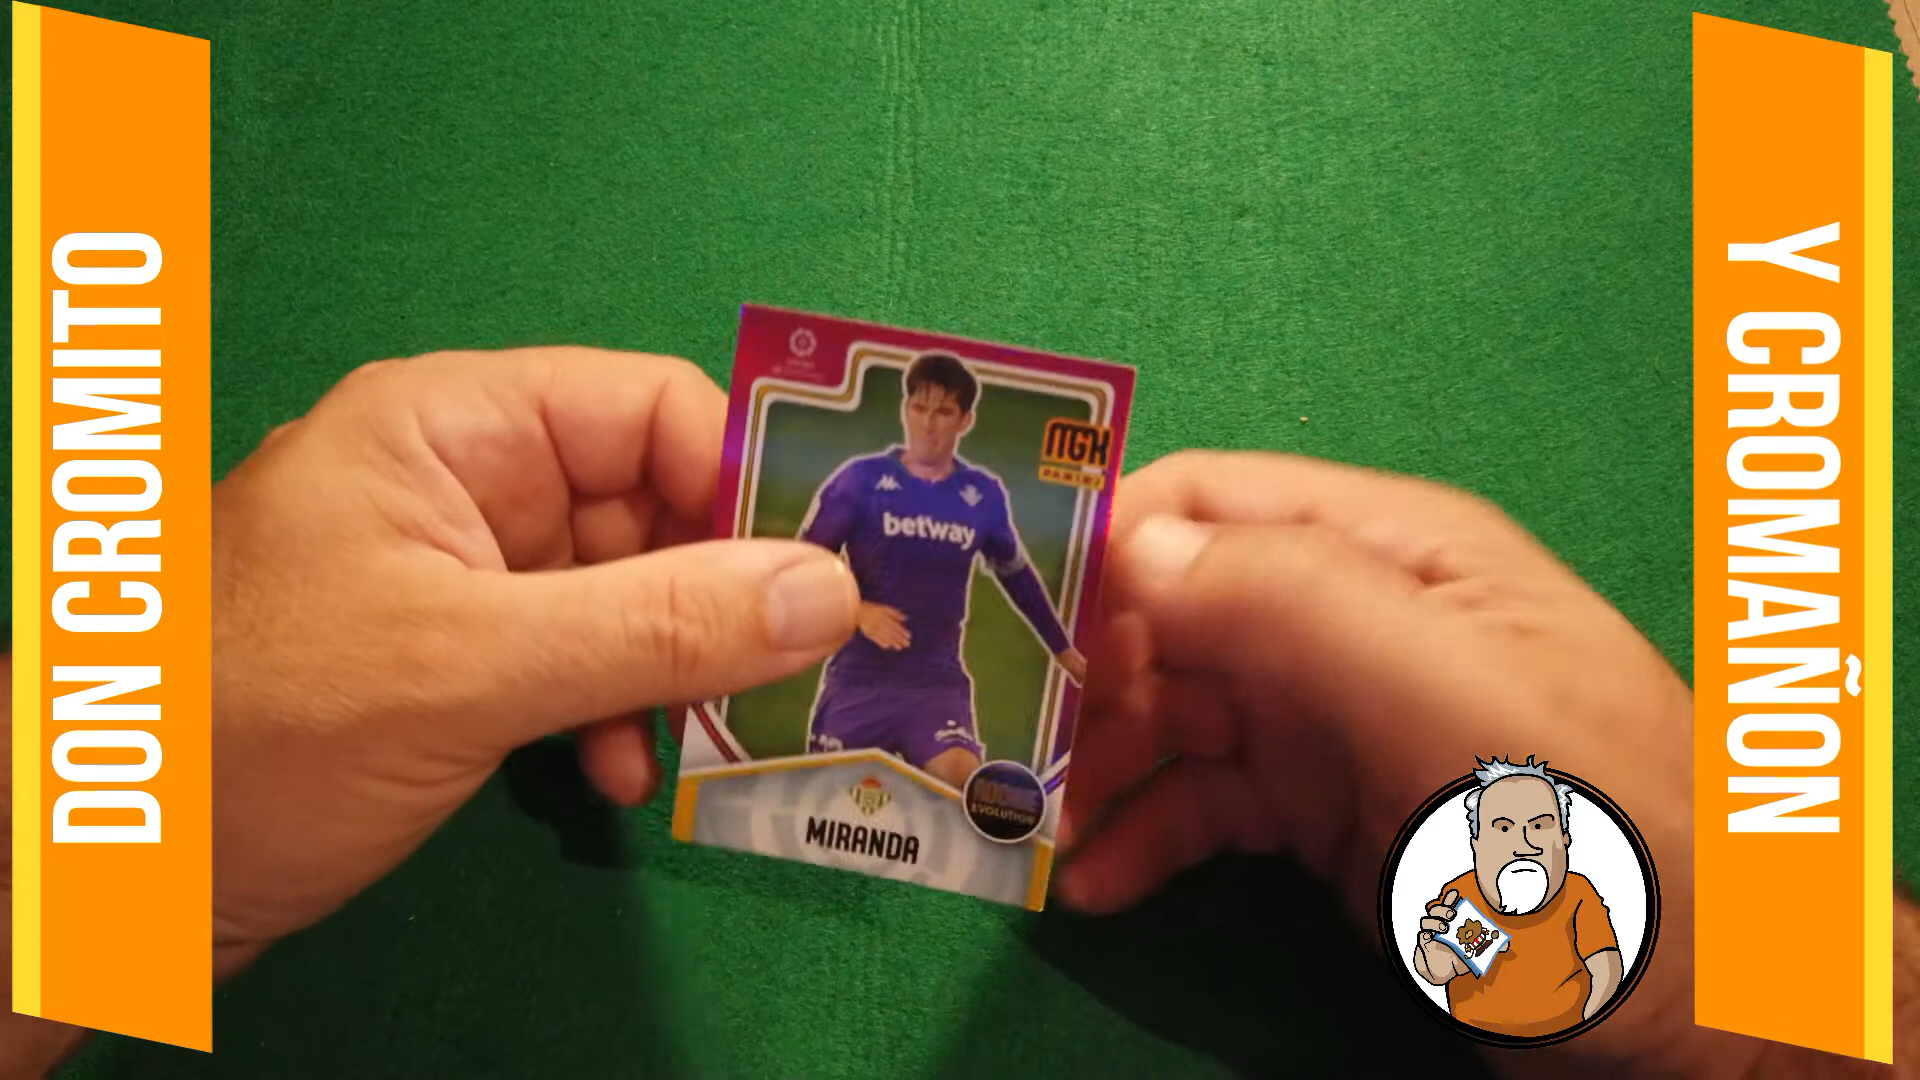 DON CROMITO
Y CROMAÑON
MGK
PANINI
betway
EVOLUTION
MIRANDA